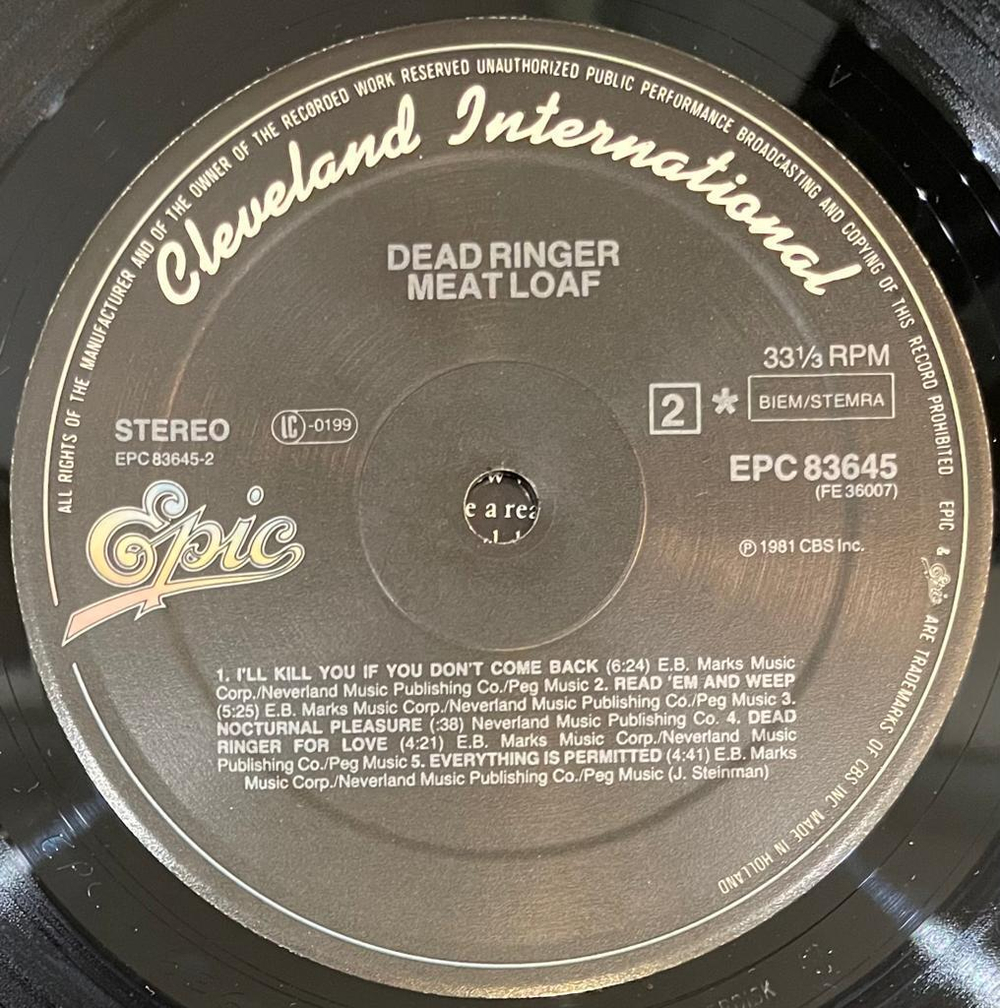 ALL RIGHTS OF THE MANUFACTURER AND OF THE OWNER OF THE RECORDED WORK RESERVED UNAUTHORIZED PUBLIC PERFORMANCE BROADCASTING AND COPYING OF THIS RECORD PROHIBITED EPIC & Epic ARE TRADEMARKS OF CBS INC MADE IN HOLLAND
Cleveland International
DEAD RINGER
MEAT LOAF
33⅓ RPM
2 * BIEM/STEMRA
STEREO LC-0199
EPC 83645-2
EPC 83645
(FE 36007)
Epic
℗ 1981 CBS Inc.
e a rea
1. I'LL KILL YOU IF YOU DON'T COME BACK (6:24) E.B. Marks Music
Corp./Neverland Music Publishing Co./Peg Music 2. READ 'EM AND WEEP
(5:25) E.B. Marks Music Corp./Neverland Music Publishing Co./Peg Music 3.
NOCTURNAL PLEASURE (:38) Neverland Music Publishing Co. 4. DEAD
RINGER FOR LOVE (4:21) E.B. Marks Music Corp./Neverland Music
Publishing Co./Peg Music 5. EVERYTHING IS PERMITTED (4:41) E.B. Marks
Music Corp./Neverland Music Publishing Co./Peg Music (J. Steinman)